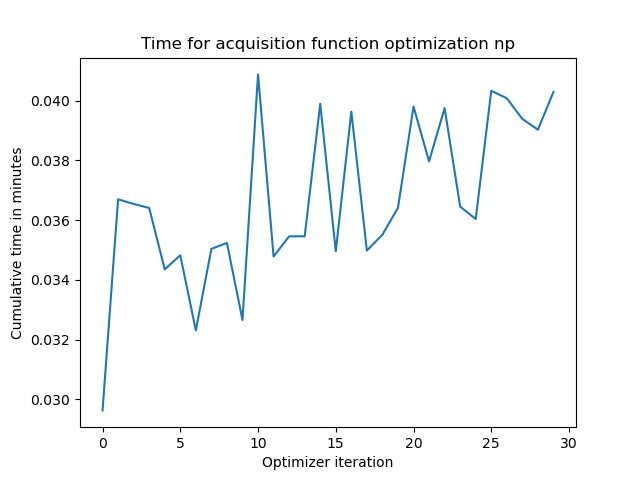 Time for acquisition function optimization np
Cumulative time in minutes
0.040
0.038
0.036
0.034
0.032
0.030
0 5 10 15 20 25 30
Optimizer iteration